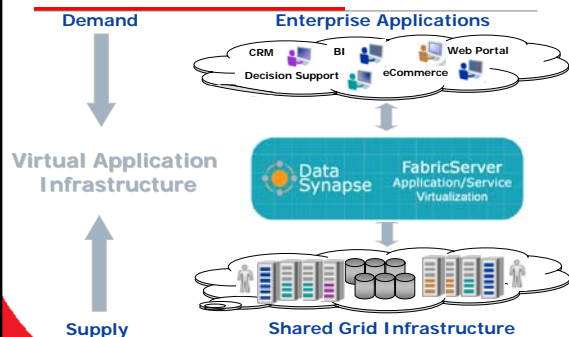 Demand
Enterprise Applications
CRM
BI
Web Portal
Decision Support
eCommerce
Virtual Application
Infrastructure
Data
Synapse
FabricServer
Application/Service
Virtualization
Supply
Shared Grid Infrastructure